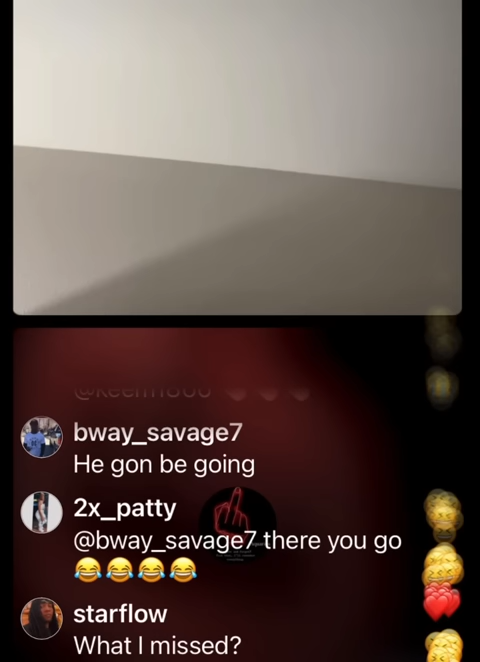 bway_savage7
He gon be going
2x_patty
@bway_savage7 there you go
😂😂😂😂
starflow
What I missed?